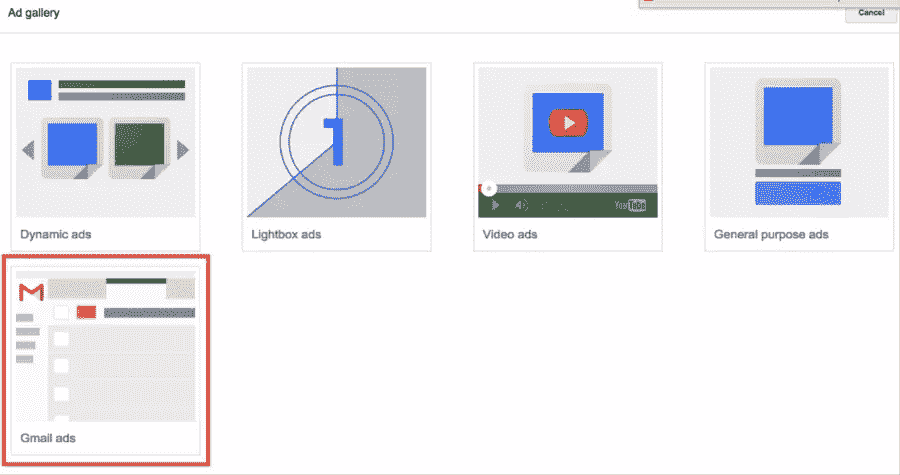 Ad gallery
Cancel
1
Dynamic ads
Lightbox ads
YouTube
Video ads
General purpose ads
Gmail ads